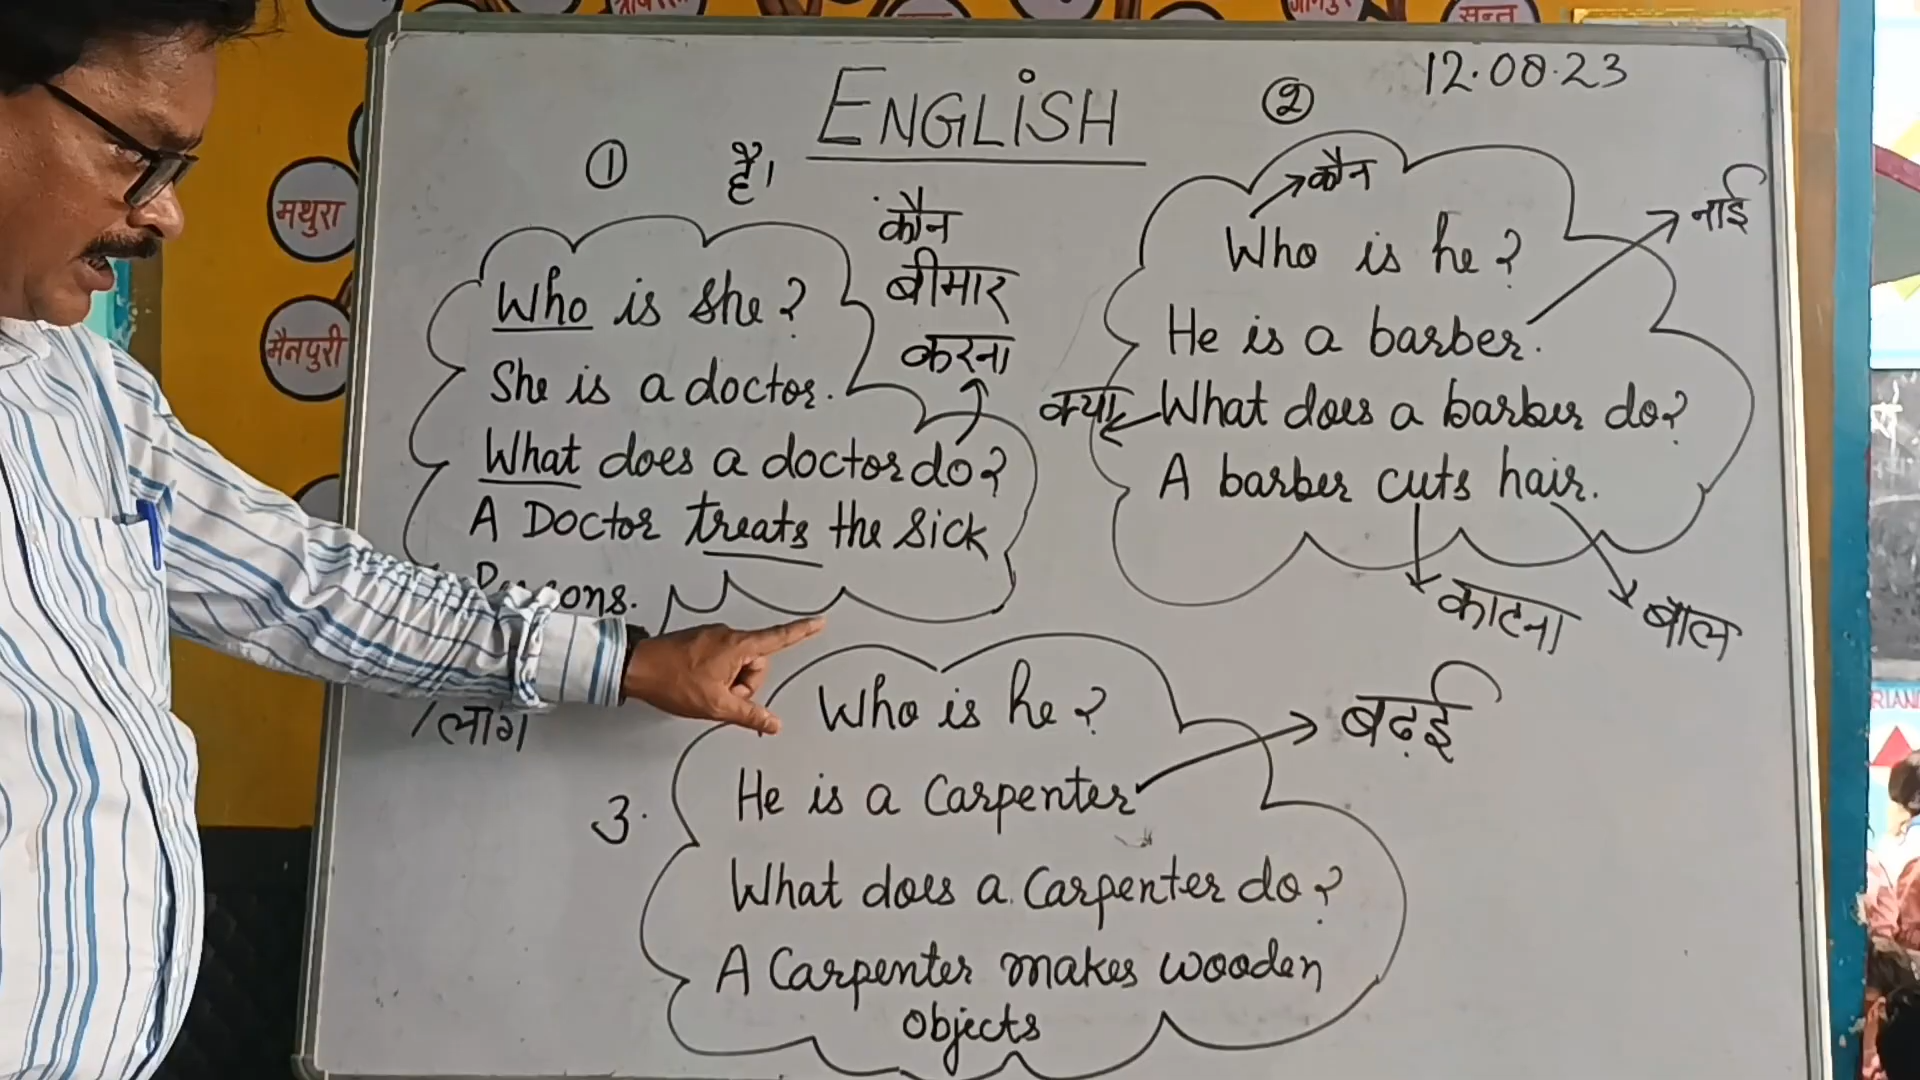 ENGLISH
12.08.23
①
है।
Who is she?
She is a doctor.
What does a doctor do?
A Doctor treats the sick
कौन
बीमार
करना
/लोग
②
कौन
Who is he?
He is a barber.
नाई
क्या
What does a barber do?
A barber cuts hair.
काटना
बाल
3.
Who is he?
He is a Carpenter
बढ़ई
What does a Carpenter do?
A Carpenter makes wooden
objects
मथुरा
मैनपुरी